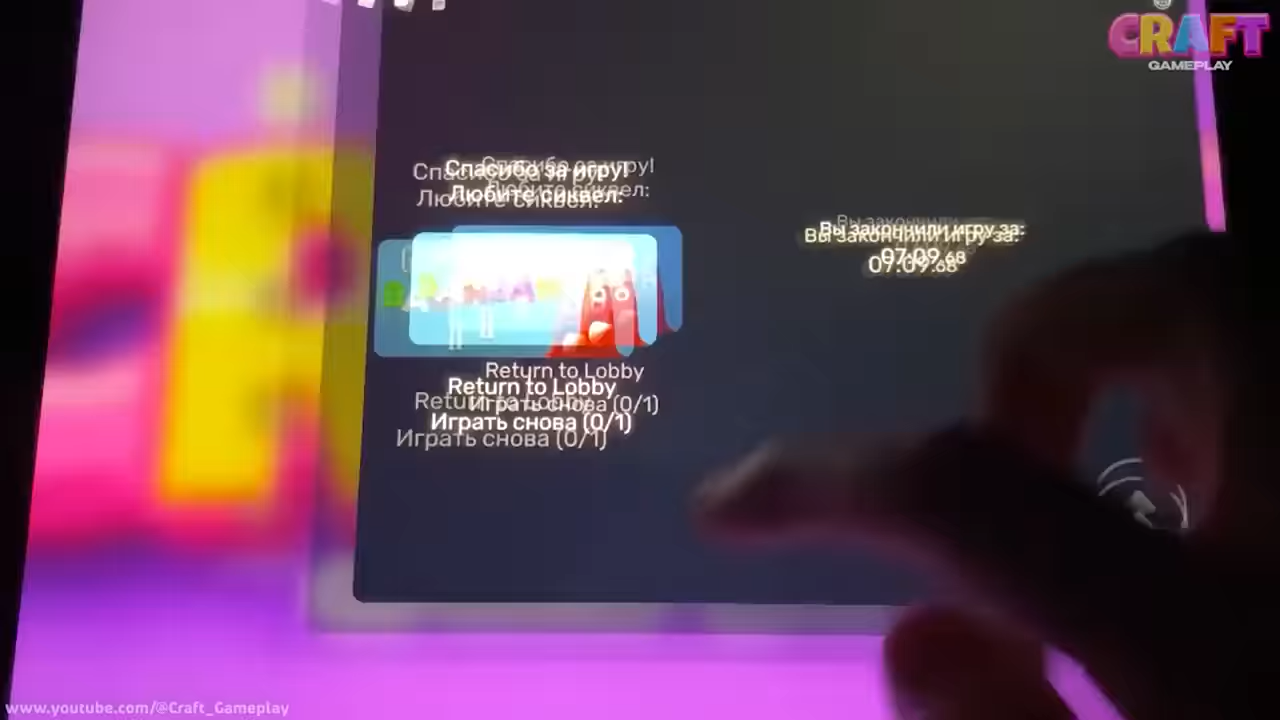 CRAFT
GAMEPLAY
Спасибо за игру!
Любите сиквел:
Вы закончили игру за:
07:09.68
Return to Lobby
Играть снова (0/1)
www.youtube.com/@Craft_Gameplay